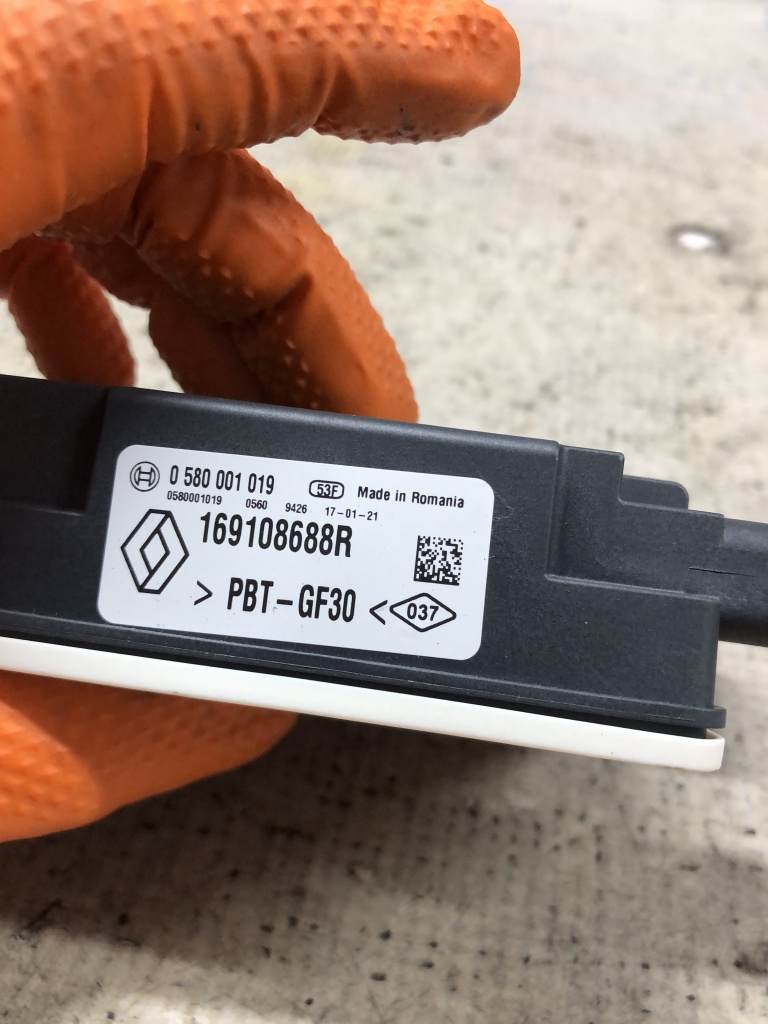 0 580 001 019 53F Made in Romania
0580001019 0560 9426 17-01-21
169108688R
> PBT-GF30 < 037